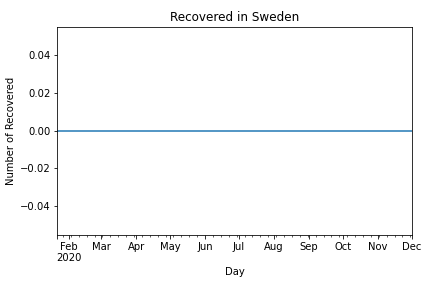 Recovered in Sweden
Number of Recovered
0.04
0.02
0.00
−0.02
−0.04
Feb Mar Apr May Jun Jul Aug Sep Oct Nov Dec
2020
Day